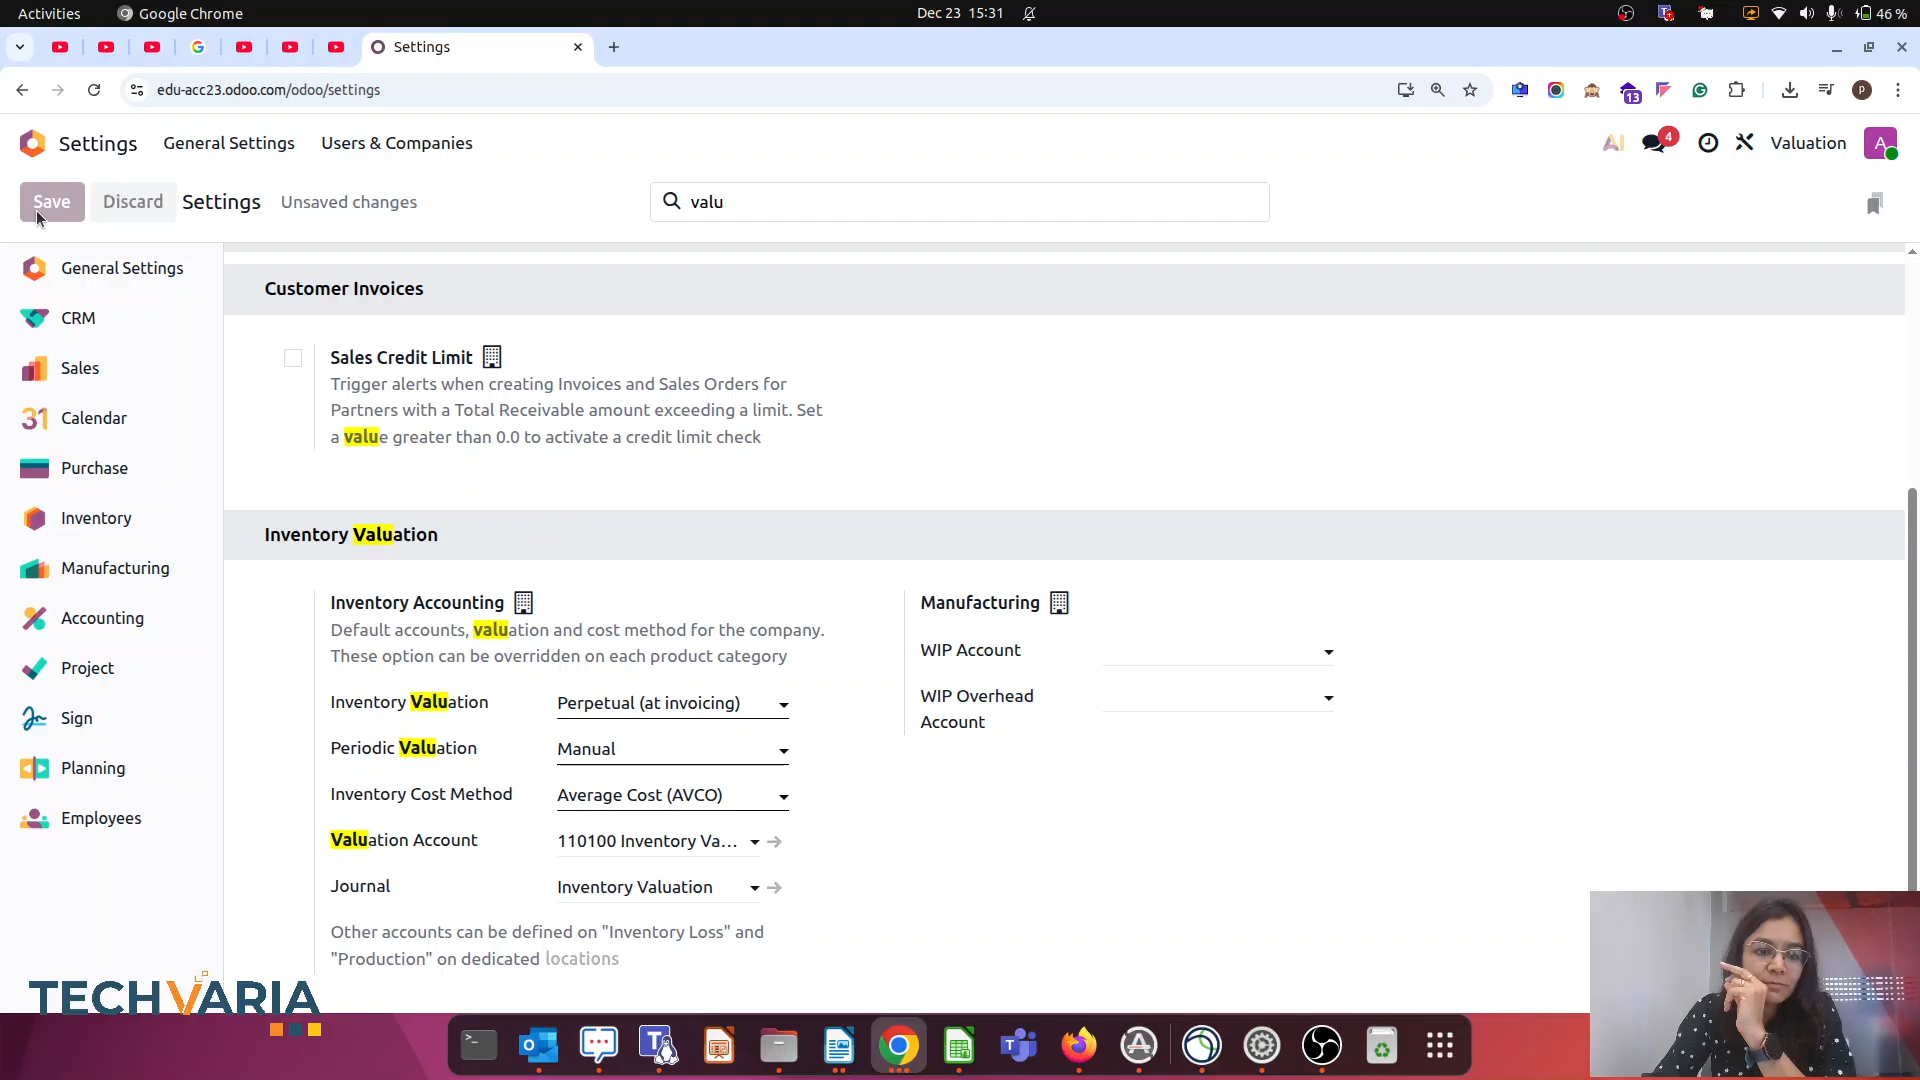 Activities
Google Chrome
Dec 23 15:31
46 %
Settings
edu-acc23.odoo.com/odoo/settings
13
p
Settings
General Settings
Users & Companies
AI
4
Valuation
A
Save
Discard
Settings
Unsaved changes
valu
General Settings
CRM
Sales
31
Calendar
Purchase
Inventory
Manufacturing
Accounting
Project
Sign
Planning
Employees
Customer Invoices
Sales Credit Limit
Trigger alerts when creating Invoices and Sales Orders for
Partners with a Total Receivable amount exceeding a limit. Set
a value greater than 0.0 to activate a credit limit check
Inventory Valuation
Inventory Accounting
Default accounts, valuation and cost method for the company.
These option can be overridden on each product category
Inventory Valuation
Perpetual (at invoicing)
Periodic Valuation
Manual
Inventory Cost Method
Average Cost (AVCO)
Valuation Account
110100 Inventory Va...
Journal
Inventory Valuation
Other accounts can be defined on "Inventory Loss" and
"Production" on dedicated locations
Manufacturing
WIP Account
WIP Overhead
Account
TECHVARIA